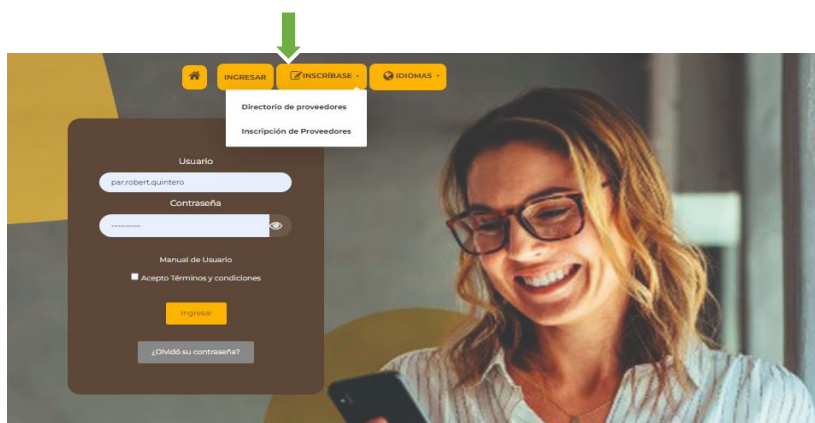 INGRESAR
INSCRÍBASE
IDIOMAS
Directorio de proveedores
Inscripción de Proveedores
Usuario
par.robert.quintero
Contraseña
.............
Manual de Usuario
Acepto Términos y condiciones
Ingresar
¿Olvidó su contraseña?